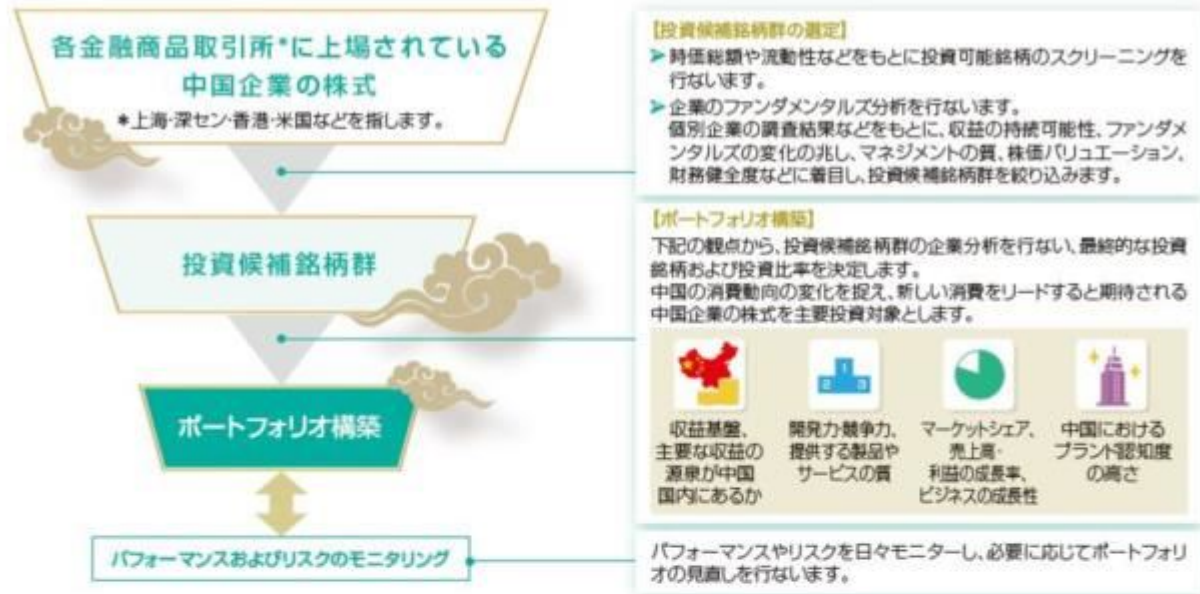 各金融商品取引所*に上場されている
中国企業の株式
*上海・深セン・香港・米国などを指します。
投資候補銘柄群
ポートフォリオ構築
パフォーマンスおよびリスクのモニタリング
【投資候補銘柄群の選定】
➤時価総額や流動性などをもとに投資可能銘柄のスクリーニングを
行ないます。
➤企業のファンダメンタルズ分析を行ないます。
個別企業の調査結果などをもとに、収益の持続可能性、ファンダメ
ンタルズの変化の兆し、マネジメントの質、株価バリュエーション、
財務健全度などに着目し、投資候補銘柄群を絞り込みます。
【ポートフォリオ構築】
下記の観点から、投資候補銘柄群の企業分析を行ない、最終的な投資
銘柄および投資比率を決定します。
中国の消費動向の変化を捉え、新しい消費をリードすると期待される
中国企業の株式を主要投資対象とします。
1
2 3
収益基盤、
主要な収益の
源泉が中国
国内にあるか
開発力・競争力、
提供する製品や
サービスの質
マーケットシェア、
売上高・
利益の成長率、
ビジネスの成長性
中国における
ブランド認知度
の高さ
パフォーマンスやリスクを日々モニターし、必要に応じてポートフォリ
オの見直しを行ないます。